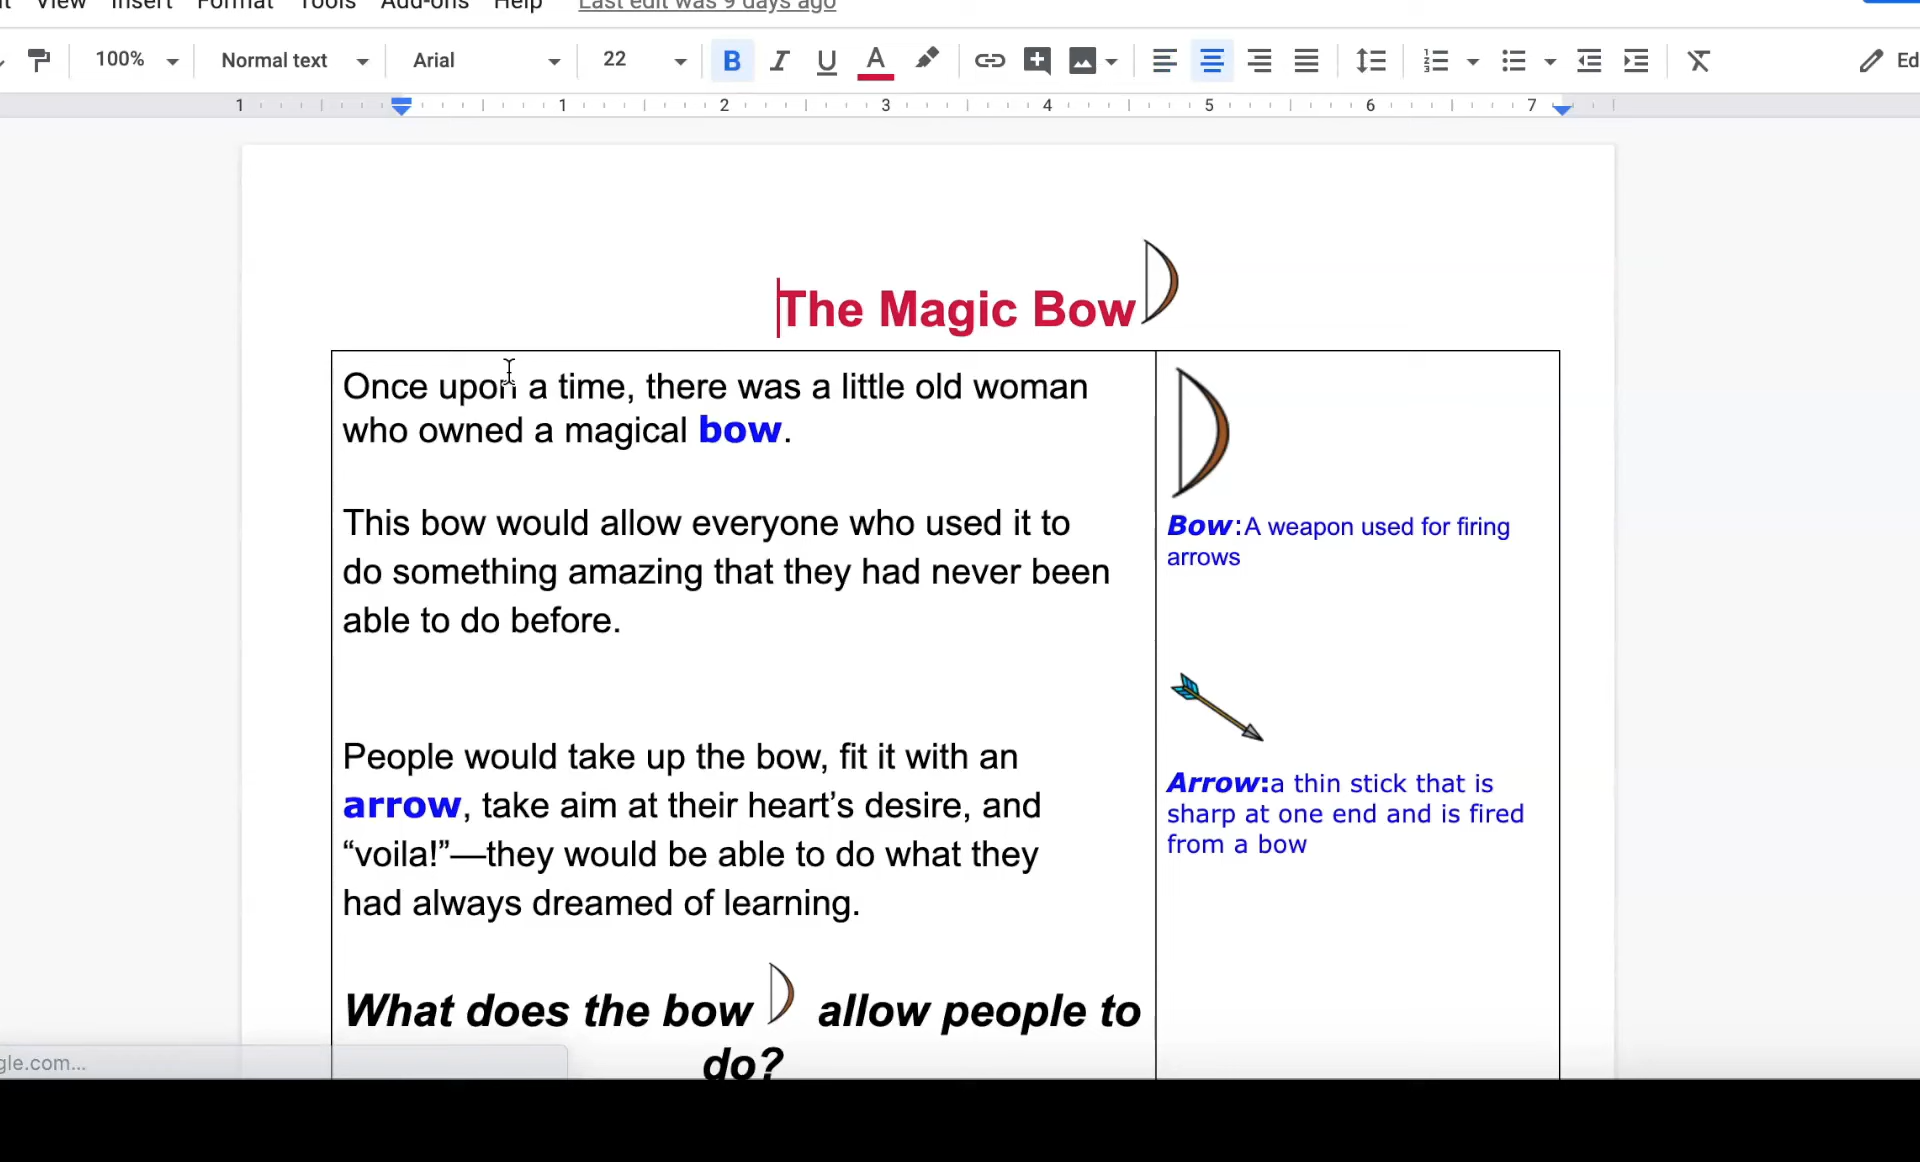 View Insert Format Tools Add-ons Help Last edit was 9 days ago
100% Normal text Arial 22 B I U A
1 1 2 3 4 5 6 7
The Magic Bow
Once upon a time, there was a little old woman
who owned a magical bow.
This bow would allow everyone who used it to
do something amazing that they had never been
able to do before.
People would take up the bow, fit it with an
arrow, take aim at their heart’s desire, and
“voila!”—they would be able to do what they
had always dreamed of learning.
What does the bow allow people to
do?
Bow:A weapon used for firing
arrows
Arrow:a thin stick that is
sharp at one end and is fired
from a bow
gle.com...